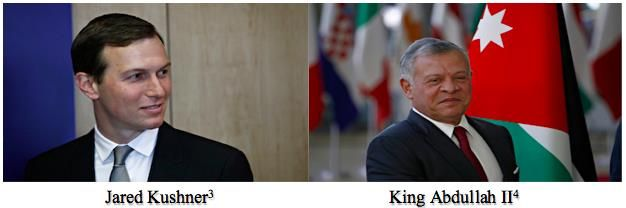 Jared Kushner³
King Abdullah II⁴